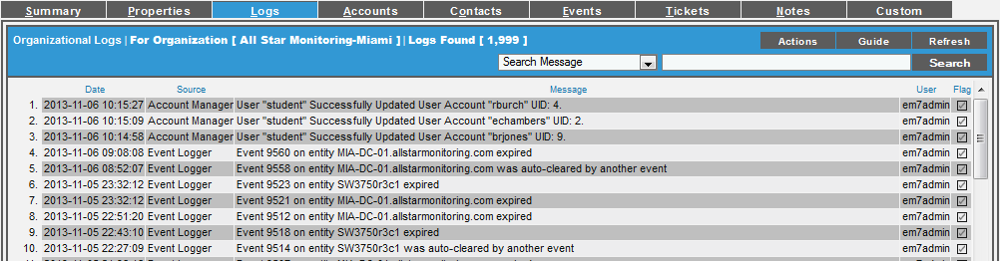 Summary Properties Logs Accounts Contacts Events Tickets Notes Custom
Organizational Logs | For Organization [ All Star Monitoring-Miami ] | Logs Found [ 1,999 ] Actions Guide Refresh
Search Message Search
Date Source Message User Flag
1. 2013-11-06 10:15:27 Account Manager User "student" Successfully Updated User Account "rburch" UID: 4. em7admin
2. 2013-11-06 10:15:09 Account Manager User "student" Successfully Updated User Account "echambers" UID: 2. em7admin
3. 2013-11-06 10:14:58 Account Manager User "student" Successfully Updated User Account "brjones" UID: 9. em7admin
4. 2013-11-06 09:08:08 Event Logger Event 9560 on entity MIA-DC-01.allstarmonitoring.com expired em7admin
5. 2013-11-06 08:52:07 Event Logger Event 9558 on entity MIA-DC-01.allstarmonitoring.com was auto-cleared by another event em7admin
6. 2013-11-05 23:32:12 Event Logger Event 9523 on entity SW3750r3c1 expired em7admin
7. 2013-11-05 23:32:12 Event Logger Event 9521 on entity MIA-DC-01.allstarmonitoring.com expired em7admin
8. 2013-11-05 22:51:20 Event Logger Event 9512 on entity MIA-DC-01.allstarmonitoring.com expired em7admin
9. 2013-11-05 22:43:10 Event Logger Event 9518 on entity SW3750r3c1 expired em7admin
10. 2013-11-05 22:27:09 Event Logger Event 9514 on entity SW3750r3c1 was auto-cleared by another event em7admin